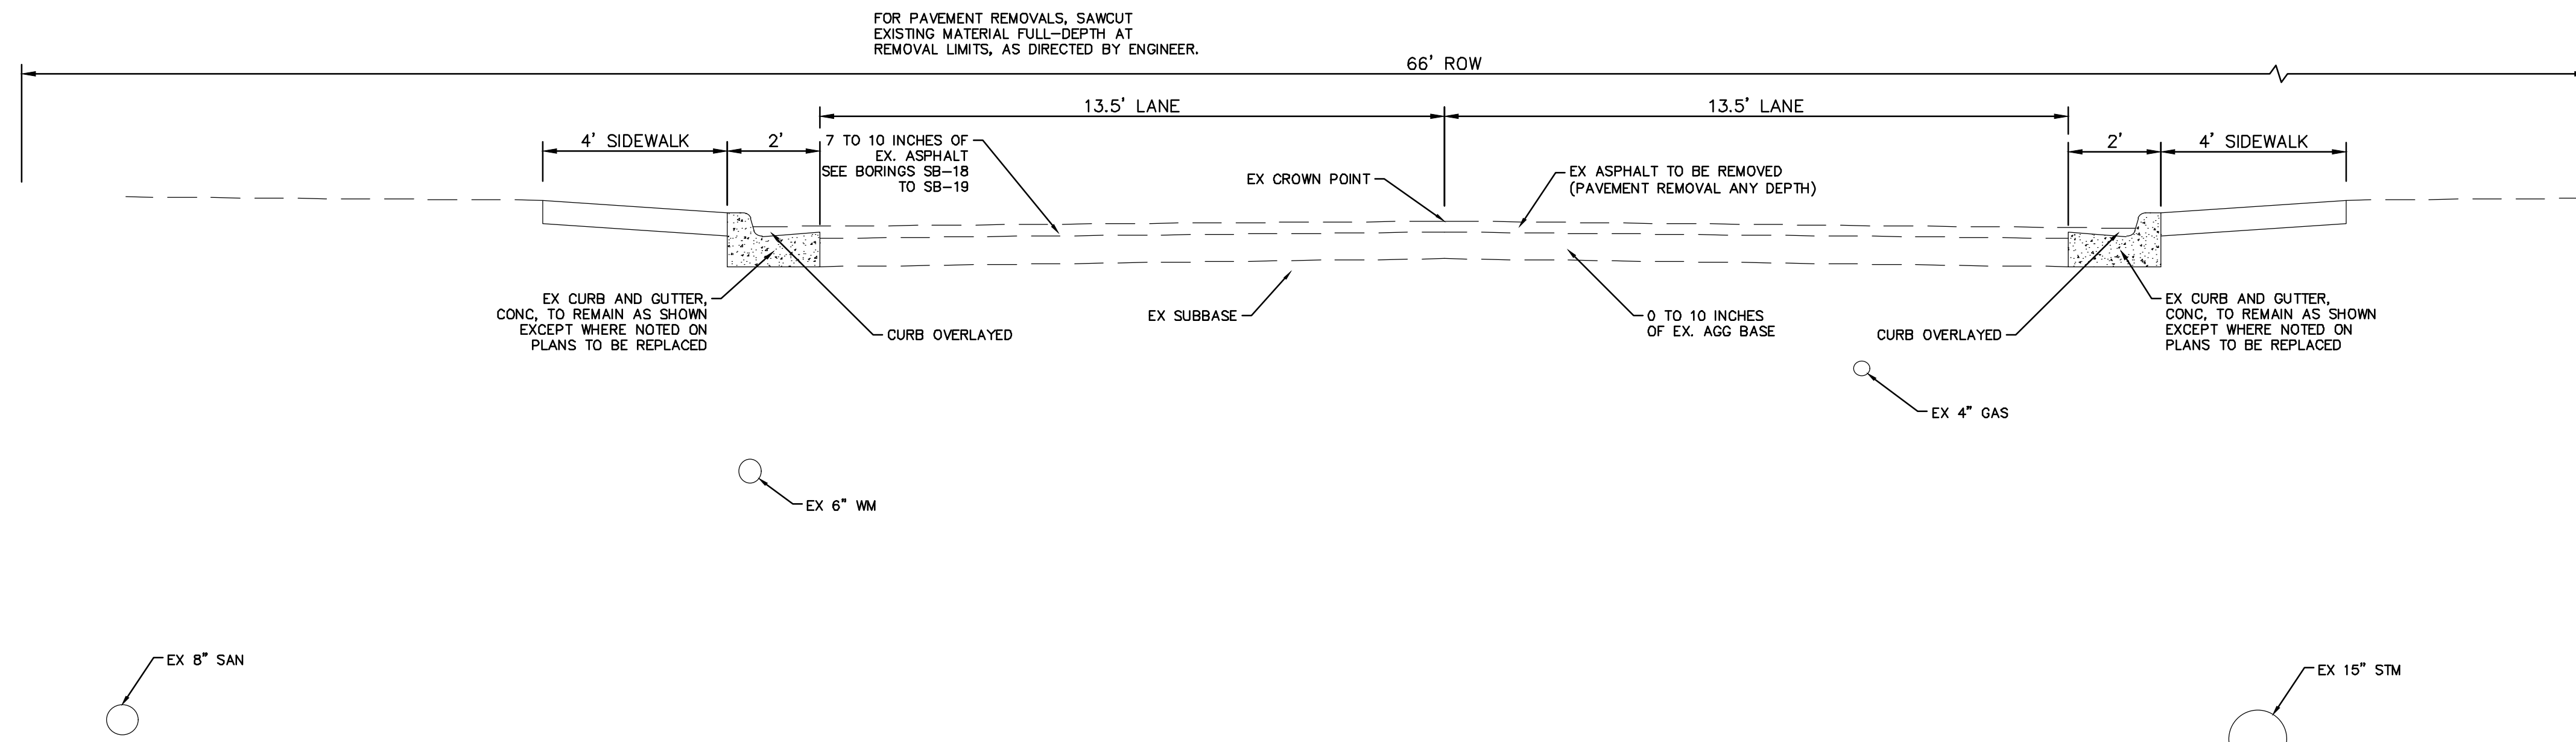 FOR PAVEMENT REMOVALS, SAWCUT
EXISTING MATERIAL FULL-DEPTH AT
REMOVAL LIMITS, AS DIRECTED BY ENGINEER.
66' ROW
13.5' LANE
13.5' LANE
4' SIDEWALK
2'
7 TO 10 INCHES OF
EX. ASPHALT
SEE BORINGS SB-18
TO SB-19
EX CROWN POINT
EX ASPHALT TO BE REMOVED
(PAVEMENT REMOVAL ANY DEPTH)
2'
4' SIDEWALK
EX CURB AND GUTTER,
CONC, TO REMAIN AS SHOWN
EXCEPT WHERE NOTED ON
PLANS TO BE REPLACED
CURB OVERLAYED
EX SUBBASE
0 TO 10 INCHES
OF EX. AGG BASE
CURB OVERLAYED
EX CURB AND GUTTER,
CONC, TO REMAIN AS SHOWN
EXCEPT WHERE NOTED ON
PLANS TO BE REPLACED
EX 4" GAS
EX 6" WM
EX 8" SAN
EX 15" STM